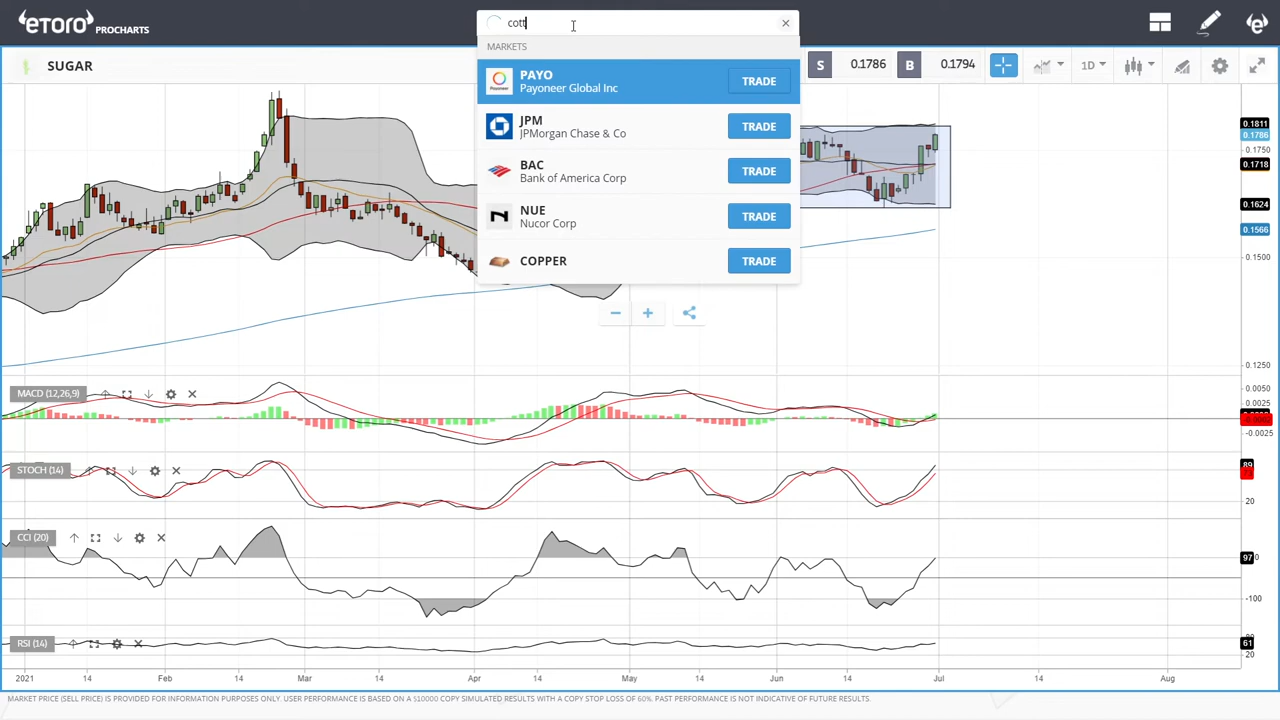 etoro PROCHARTS
cott
MARKETS
SUGAR
S 0.1786 B 0.1794 1D
PAYO
Payoneer Global Inc
TRADE
JPM
JPMorgan Chase & Co
TRADE
BAC
Bank of America Corp
TRADE
NUE
Nucor Corp
TRADE
COPPER
TRADE
0.1811
0.1786
0.1750
0.1718
0.1624
0.1566
0.1500
0.1250
MACD (12,26,9)
0.0050
0.0025
-0.0025
STOCH (14)
89
20
CCI (20)
97
-100
RSI (14)
61
20
2021 14 Feb 14 Mar 14 Apr 14 May 14 Jun 14 Jul 14 Aug
MARKET PRICE (SELL PRICE) IS PROVIDED FOR INFORMATION PURPOSES ONLY. USER PERFORMANCE IS BASED ON A $10000 COPY SIMULATED RESULTS WITH A COPY STOP LOSS OF 60%. PAST PERFORMANCE IS NOT INDICATIVE OF FUTURE RESULTS.